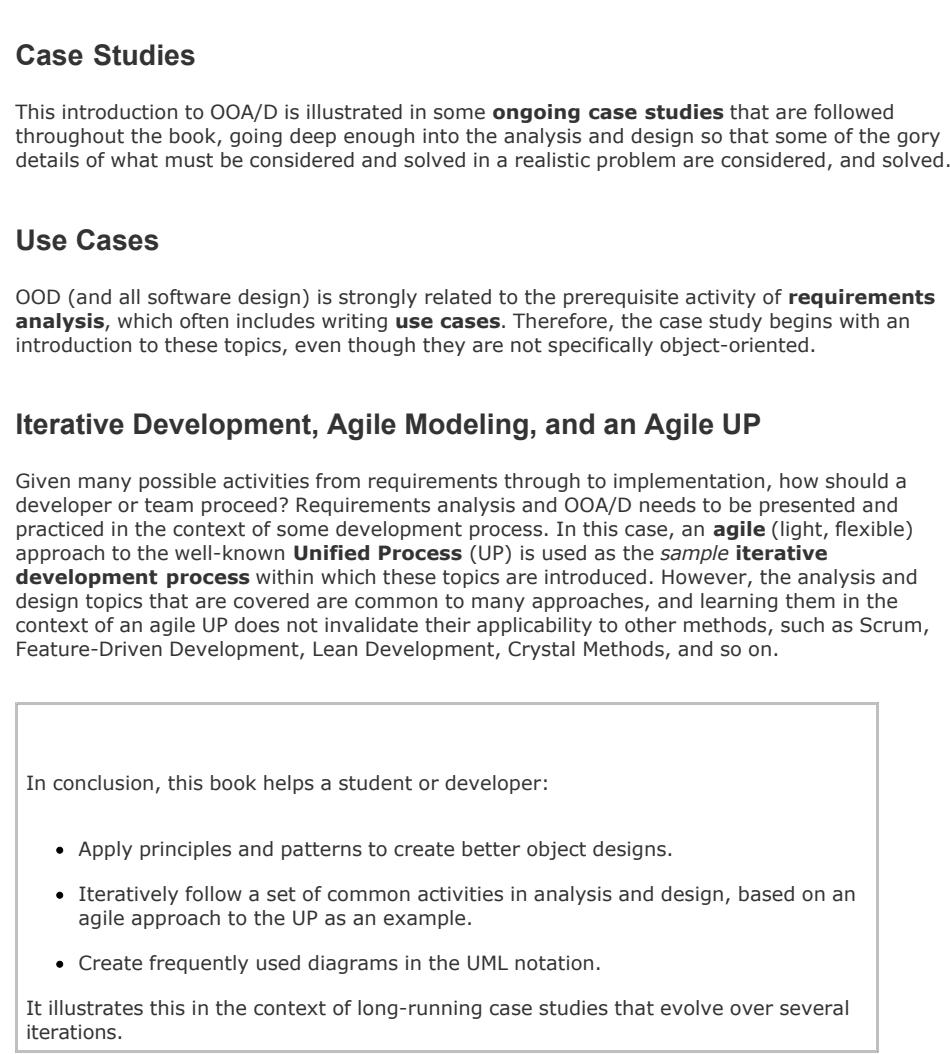 Case Studies
This introduction to OOA/D is illustrated in some ongoing case studies that are followed
throughout the book, going deep enough into the analysis and design so that some of the gory
details of what must be considered and solved in a realistic problem are considered, and solved.
Use Cases
OOD (and all software design) is strongly related to the prerequisite activity of requirements
analysis, which often includes writing use cases. Therefore, the case study begins with an
introduction to these topics, even though they are not specifically object-oriented.
Iterative Development, Agile Modeling, and an Agile UP
Given many possible activities from requirements through to implementation, how should a
developer or team proceed? Requirements analysis and OOA/D needs to be presented and
practiced in the context of some development process. In this case, an agile (light, flexible)
approach to the well-known Unified Process (UP) is used as the sample iterative
development process within which these topics are introduced. However, the analysis and
design topics that are covered are common to many approaches, and learning them in the
context of an agile UP does not invalidate their applicability to other methods, such as Scrum,
Feature-Driven Development, Lean Development, Crystal Methods, and so on.
In conclusion, this book helps a student or developer:
• Apply principles and patterns to create better object designs.
• Iteratively follow a set of common activities in analysis and design, based on an
agile approach to the UP as an example.
• Create frequently used diagrams in the UML notation.
It illustrates this in the context of long-running case studies that evolve over several
iterations.